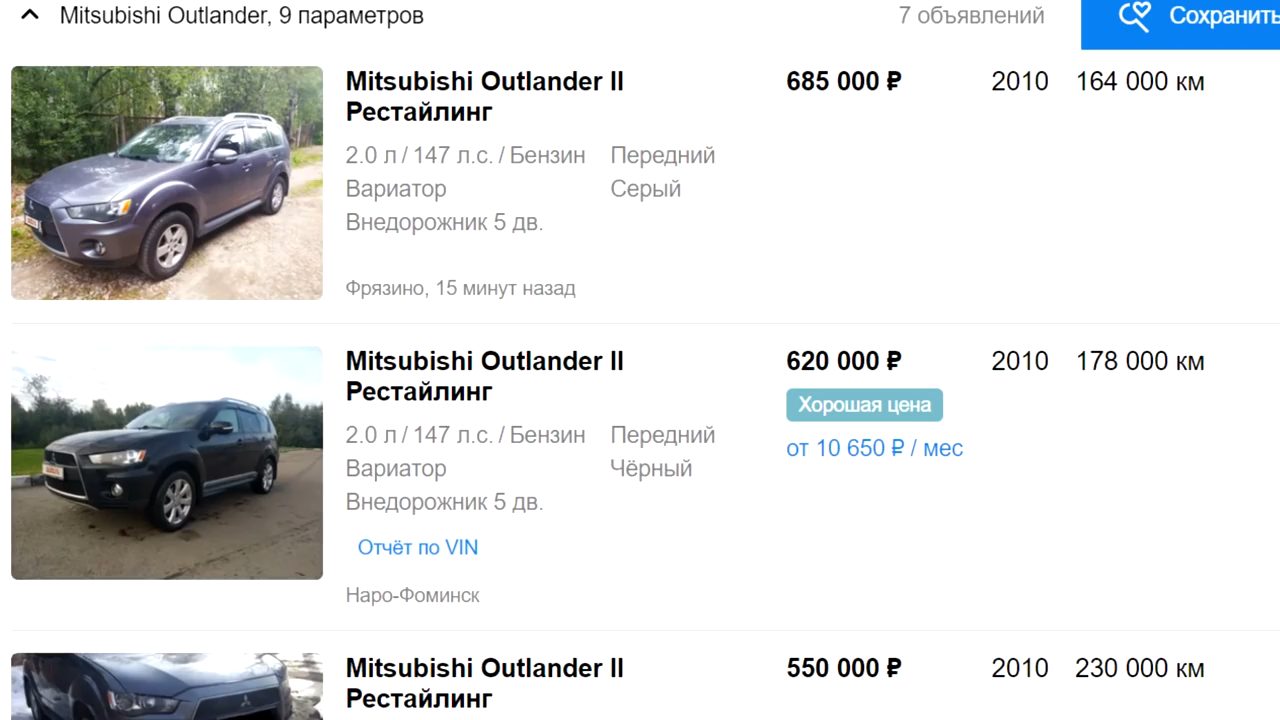 Mitsubishi Outlander, 9 параметров
7 объявлений
Сохранить
Mitsubishi Outlander II
Рестайлинг
685 000 ₽
2010
164 000 км
2.0 л / 147 л.с. / Бензин
Передний
Вариатор
Серый
Внедорожник 5 дв.
Фрязино, 15 минут назад
Mitsubishi Outlander II
Рестайлинг
620 000 ₽
2010
178 000 км
Хорошая цена
от 10 650 ₽ / мес
2.0 л / 147 л.с. / Бензин
Передний
Вариатор
Чёрный
Внедорожник 5 дв.
Отчёт по VIN
Наро-Фоминск
Mitsubishi Outlander II
Рестайлинг
550 000 ₽
2010
230 000 км